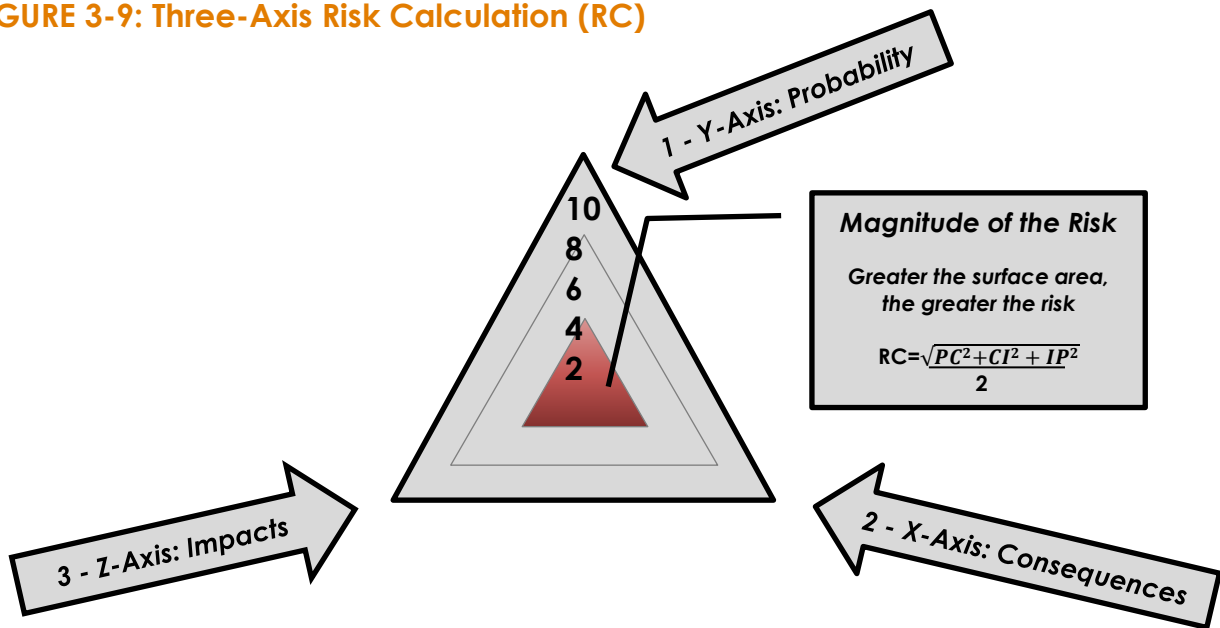 GURE 3-9: Three-Axis Risk Calculation (RC)
1 - Y-Axis: Probability
10
8
6
4
2
Magnitude of the Risk
Greater the surface area,
the greater the risk
RC=√PC²+CI² + IP²
2
3 - Z-Axis: Impacts
2 - X-Axis: Consequences